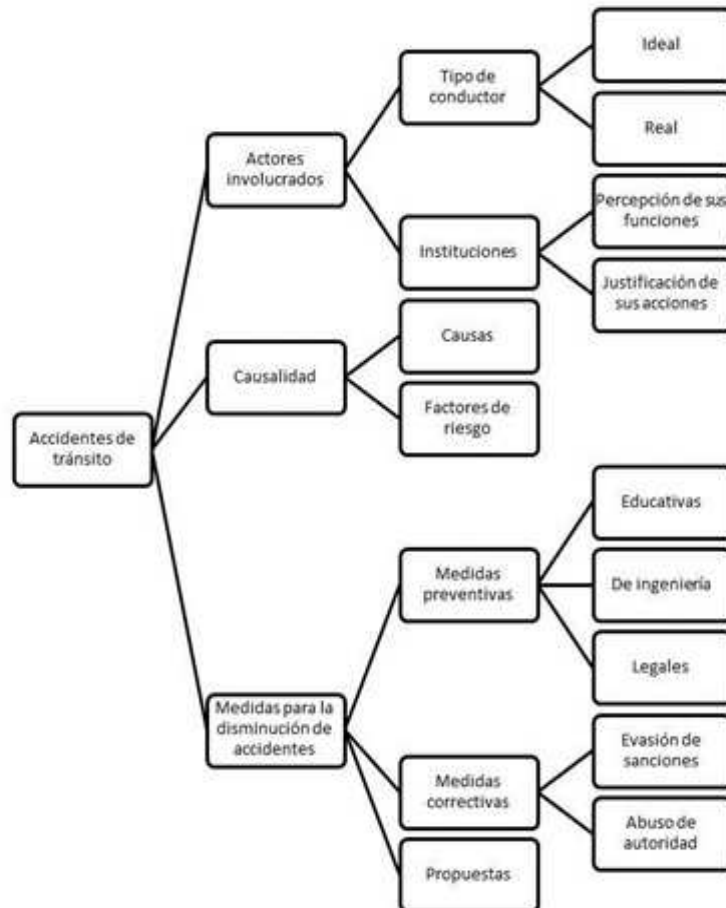 Accidentes de
tránsito
Actores
involucrados
Tipo de
conductor
Ideal
Real
Instituciones
Percepción de sus
funciones
Justificación de
sus acciones
Causalidad
Causas
Factores de
riesgo
Medidas para la
disminución de
accidentes
Medidas
preventivas
Educativas
De ingeniería
Legales
Medidas
correctivas
Evasión de
sanciones
Abuso de
autoridad
Propuestas